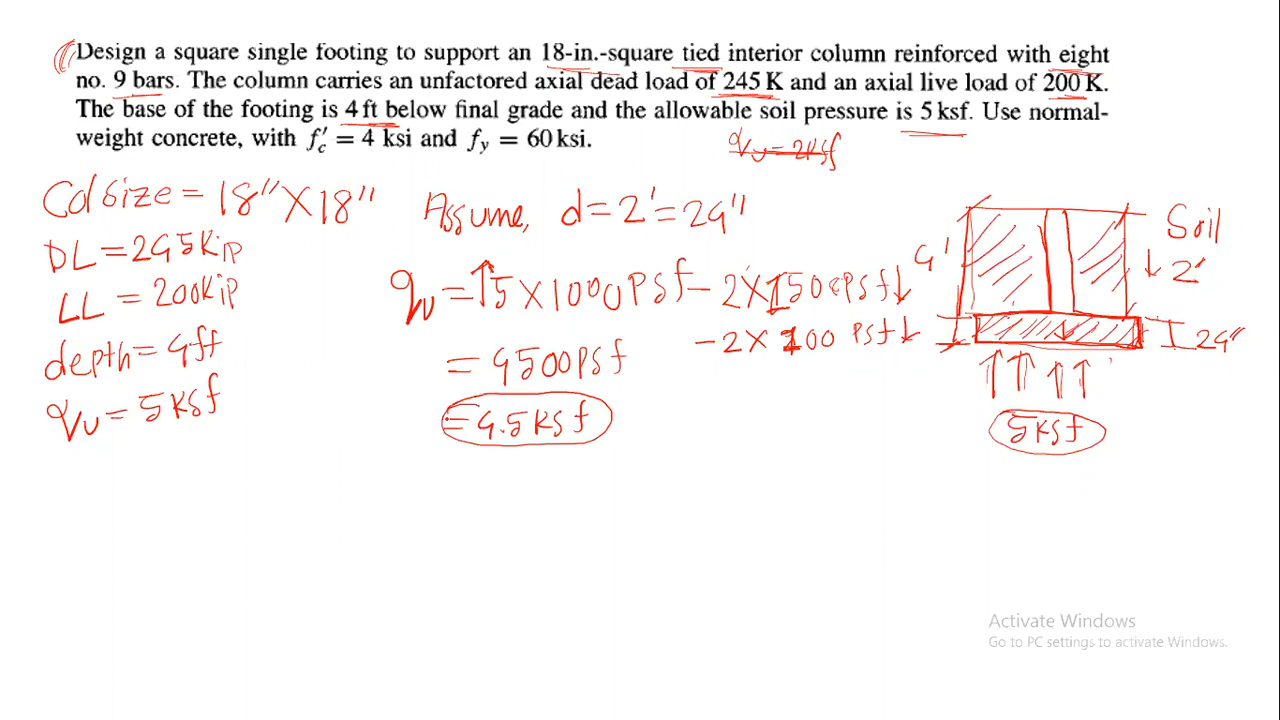 Design a square single footing to support an 18-in.-square tied interior column reinforced with eight
no. 9 bars. The column carries an unfactored axial dead load of 245 K and an axial live load of 200 K.
The base of the footing is 4 ft below final grade and the allowable soil pressure is 5 ksf. Use normal-
weight concrete, with f′c = 4 ksi and fy = 60 ksi.
qu = 2ksf
Col size = 18" X 18"
DL = 245 Kip
LL = 200 Kip
depth = 4 ft
qu = 5 ksf
Assume, d = 2' = 24"
qu = ↑5 X 1000 Psf - 2 X 150 Psf ↓
- 2 X 100 Psf ↓
= 4500 Psf
= 4.5 Ksf
4'
Soil
↓ 2'
24"
5 ksf
Activate Windows
Go to PC settings to activate Windows.